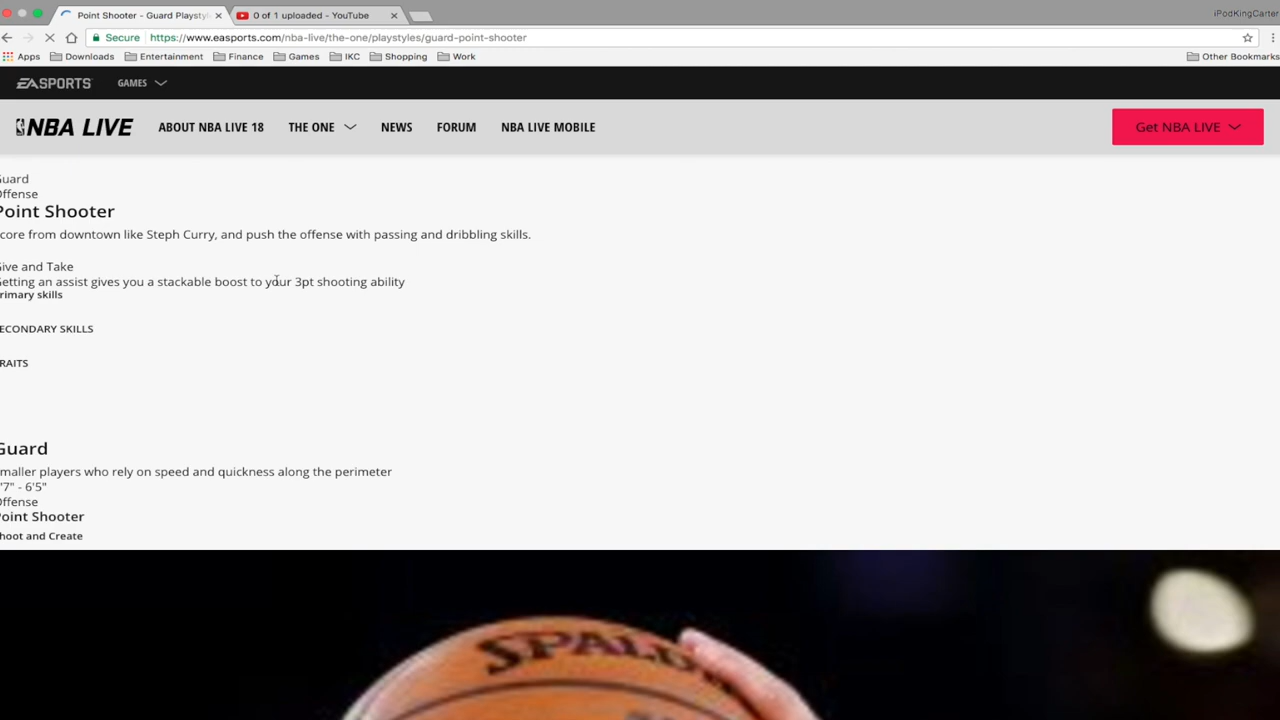 Point Shooter - Guard Playstyl
0 of 1 uploaded - YouTube
iPodKingCarter
Secure
https://www.easports.com/nba-live/the-one/playstyles/guard-point-shooter
Apps
Downloads
Entertainment
Finance
Games
IKC
Shopping
Work
Other Bookmarks
EA SPORTS
GAMES
NBA LIVE
ABOUT NBA LIVE 18
THE ONE
NEWS
FORUM
NBA LIVE MOBILE
Get NBA LIVE
Guard
Offense
Point Shooter
core from downtown like Steph Curry, and push the offense with passing and dribbling skills.
Give and Take
Getting an assist gives you a stackable boost to your 3pt shooting ability
rimary skills
ECONDARY SKILLS
RAITS
Guard
maller players who rely on speed and quickness along the perimeter
'7" - 6'5"
Offense
Point Shooter
hoot and Create
SPALD